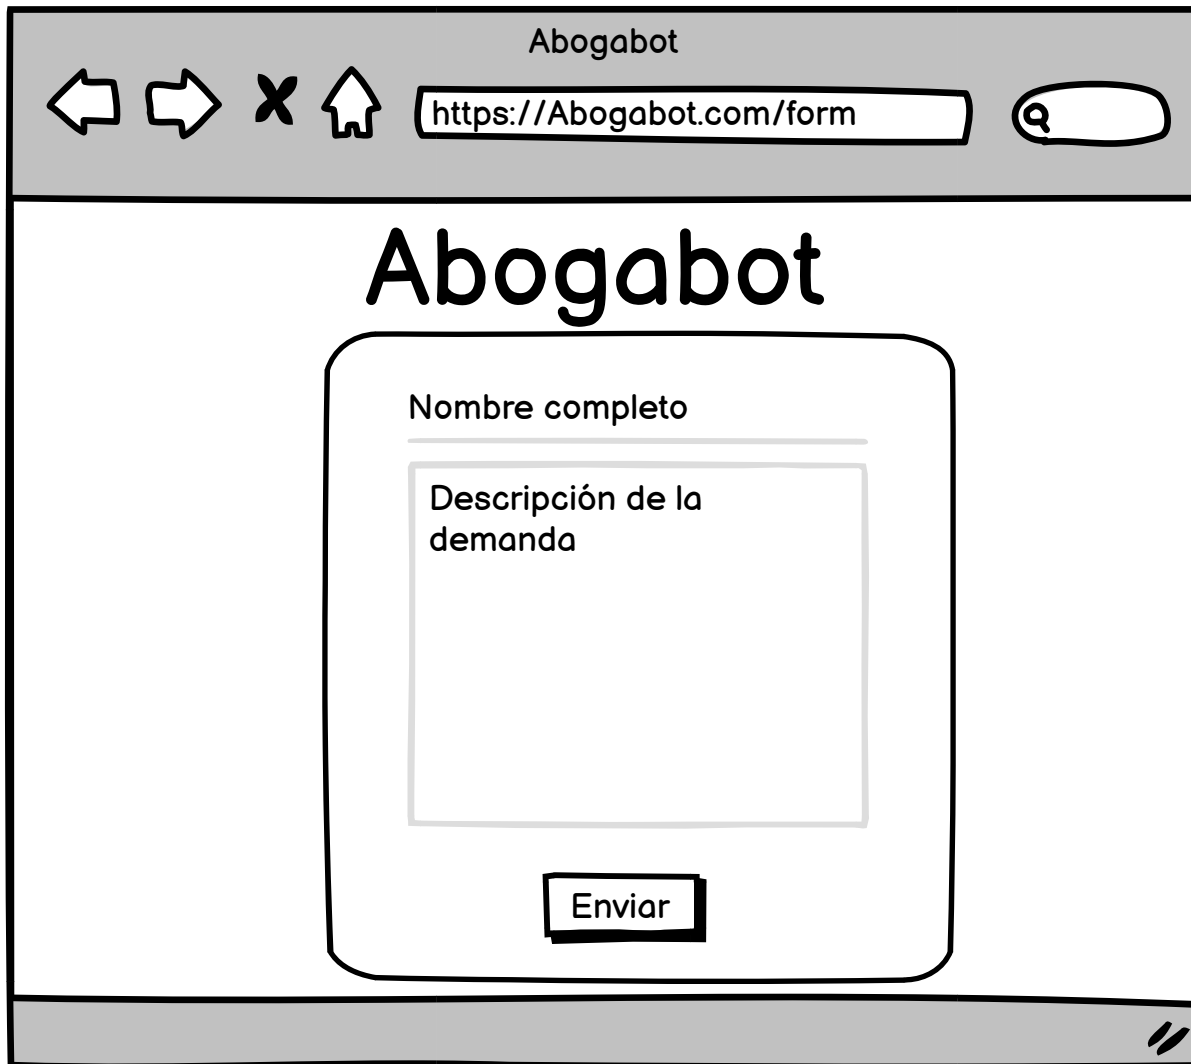 Abogabot
https://Abogabot.com/form
Abogabot
Nombre completo
Descripción de la
demanda
Enviar